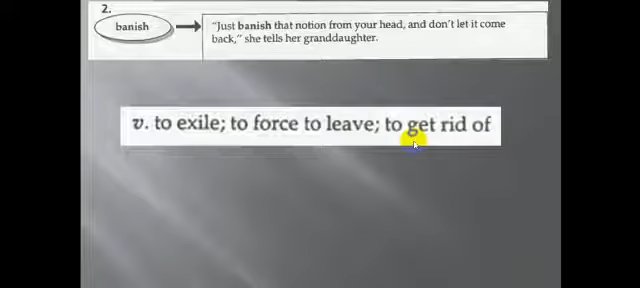 2.
banish
"Just banish that notion from your head, and don't let it come
back," she tells her granddaughter.
v. to exile; to force to leave; to get rid of